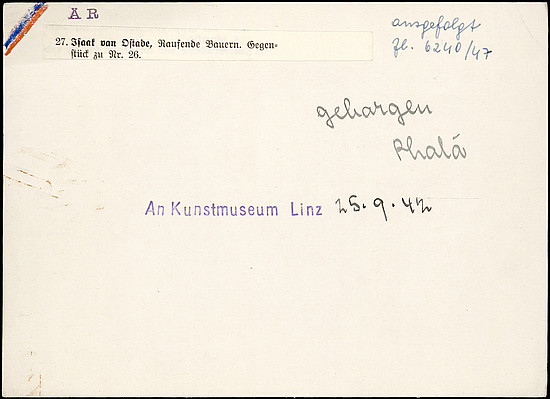 AR
27. Isaak van Ostade, Raufende Bauern. Gegen-
stück zu Nr. 26.
ausgefolgt
Zl. 6240/47
geborgen
An Kunstmuseum Linz 25.9.42